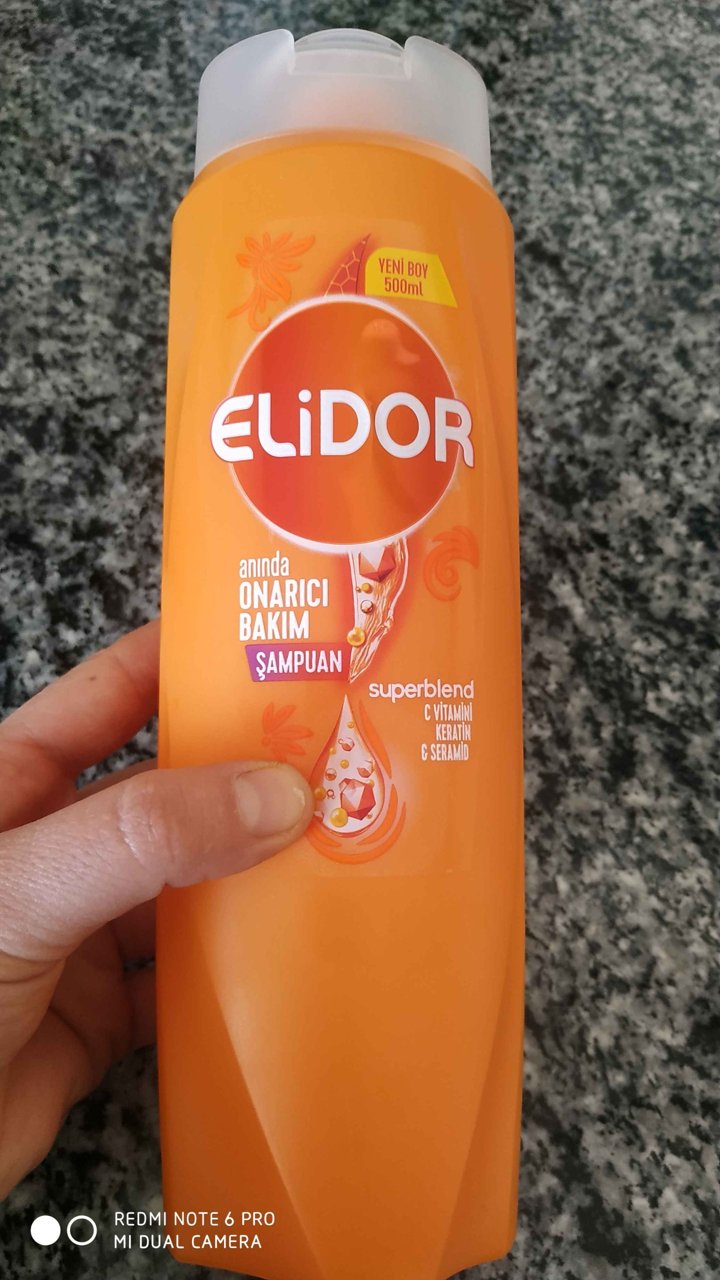 YENİ BOY
500ml
ELiDOR
anında
ONARICI
BAKIM
ŞAMPUAN
superblend
C VİTAMİNİ
KERATİN
& SERAMİD
REDMI NOTE 6 PRO
MI DUAL CAMERA